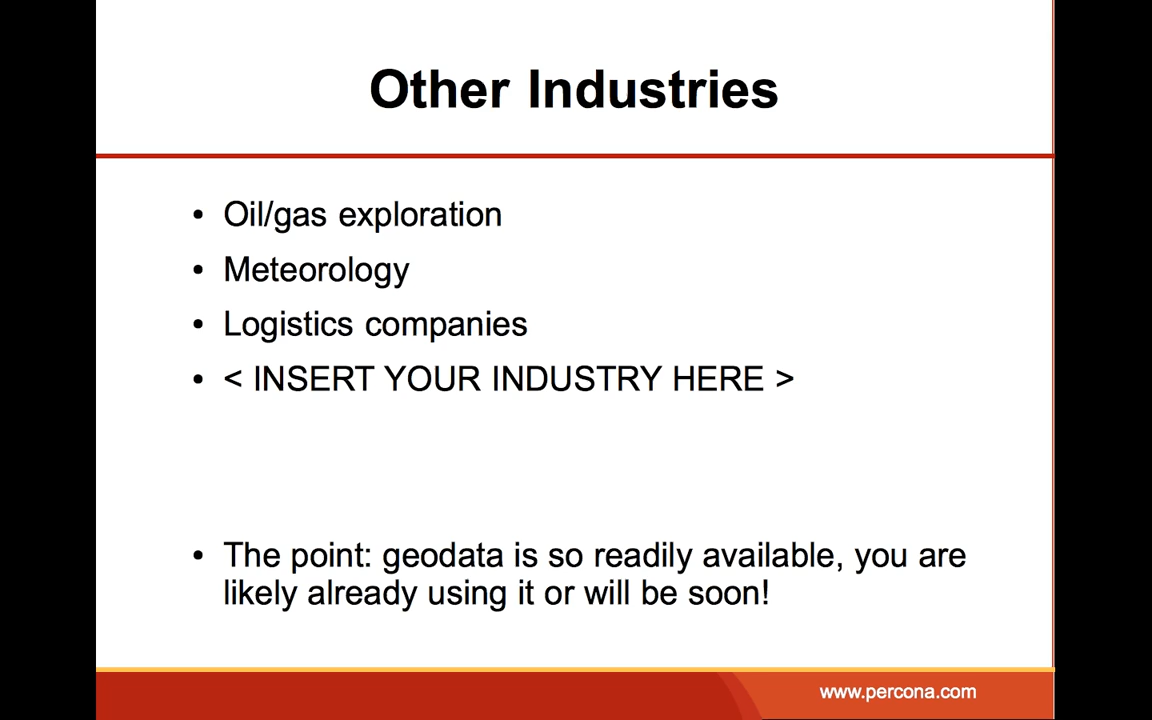 Other Industries
• Oil/gas exploration
• Meteorology
• Logistics companies
• < INSERT YOUR INDUSTRY HERE >
• The point: geodata is so readily available, you are
likely already using it or will be soon!
www.percona.com